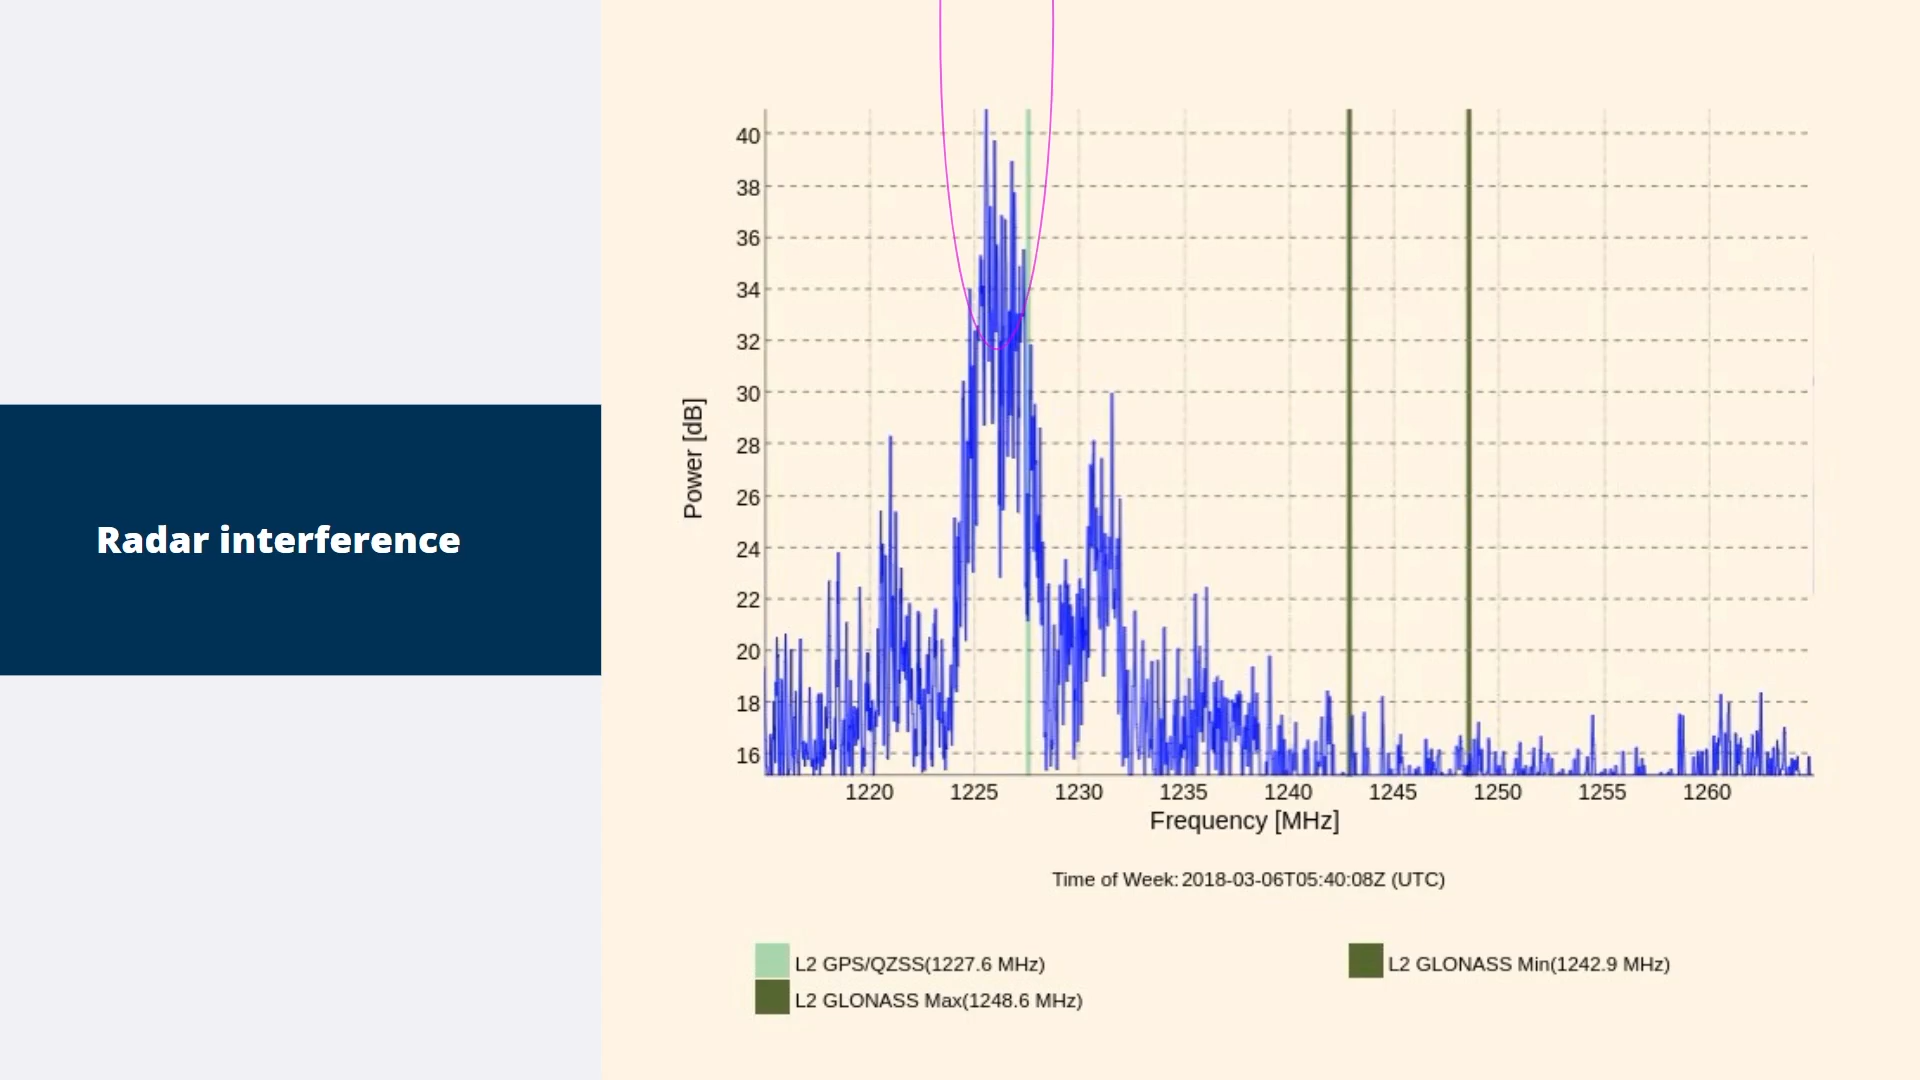 Radar interference
40
38
36
34
32
30
28
26
24
22
20
18
16
Power [dB]
1220 1225 1230 1235 1240 1245 1250 1255 1260
Frequency [MHz]
Time of Week: 2018-03-06T05:40:08Z (UTC)
L2 GPS/QZSS(1227.6 MHz) L2 GLONASS Min(1242.9 MHz)
L2 GLONASS Max(1248.6 MHz)